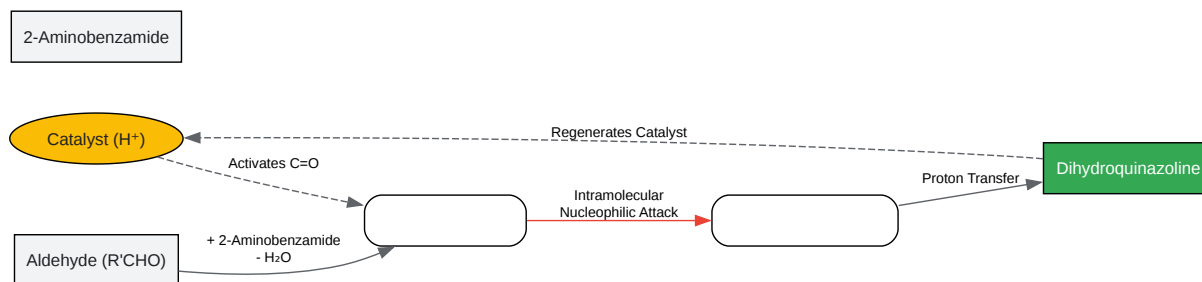 2-Aminobenzamide
Catalyst (H⁺)
Regenerates Catalyst
Activates C=O
Dihydroquinazoline
Proton Transfer
Intramolecular
Nucleophilic Attack
+ 2-Aminobenzamide
- H₂O
Aldehyde (R'CHO)